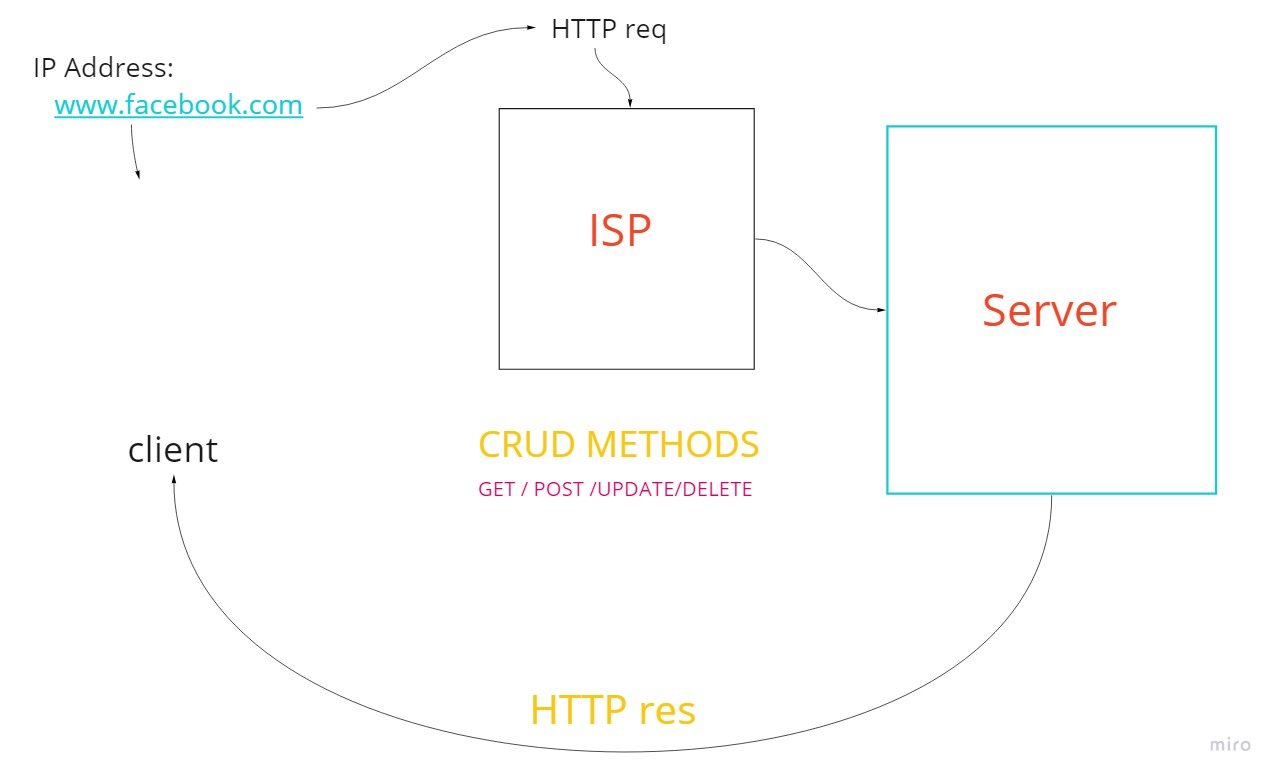 HTTP req
IP Address:
www.facebook.com
ISP
Server
client
CRUD METHODS
GET / POST /UPDATE/DELETE
HTTP res
miro